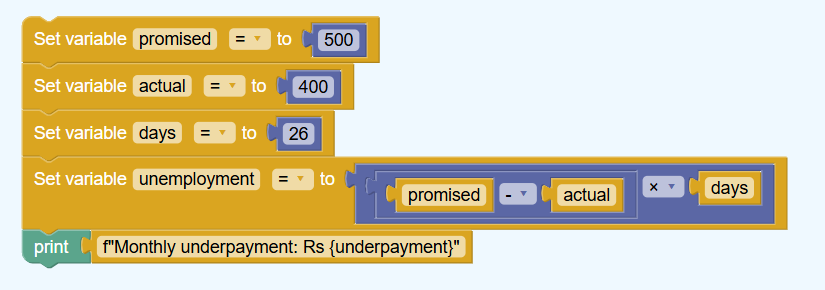 Set variable promised = to 500
Set variable actual = to 400
Set variable days = to 26
Set variable unemployment = to promised - actual × days
print f"Monthly underpayment: Rs {underpayment}"